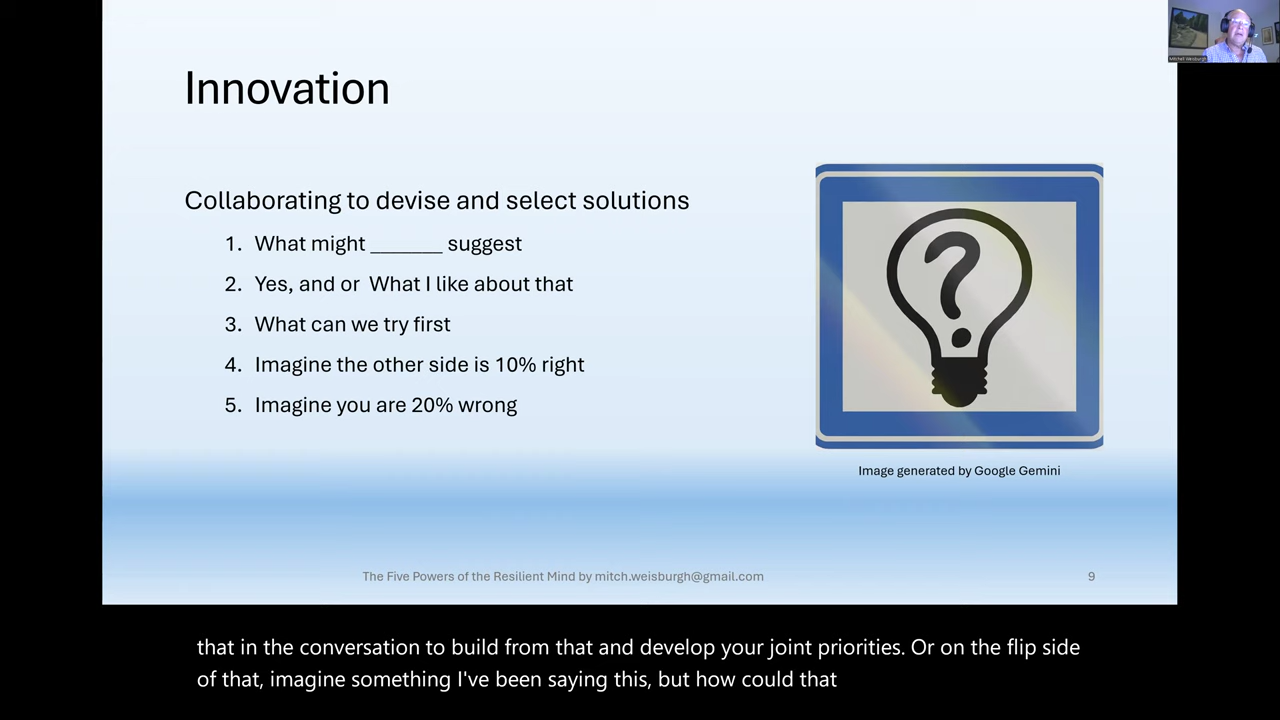 Innovation
Collaborating to devise and select solutions
1. What might _______ suggest
2. Yes, and or What I like about that
3. What can we try first
4. Imagine the other side is 10% right
5. Imagine you are 20% wrong
?
Image generated by Google Gemini
The Five Powers of the Resilient Mind by mitch.weisburgh@gmail.com
9
Mitchell Weisburgh
that in the conversation to build from that and develop your joint priorities. Or on the flip side
of that, imagine something I've been saying this, but how could that